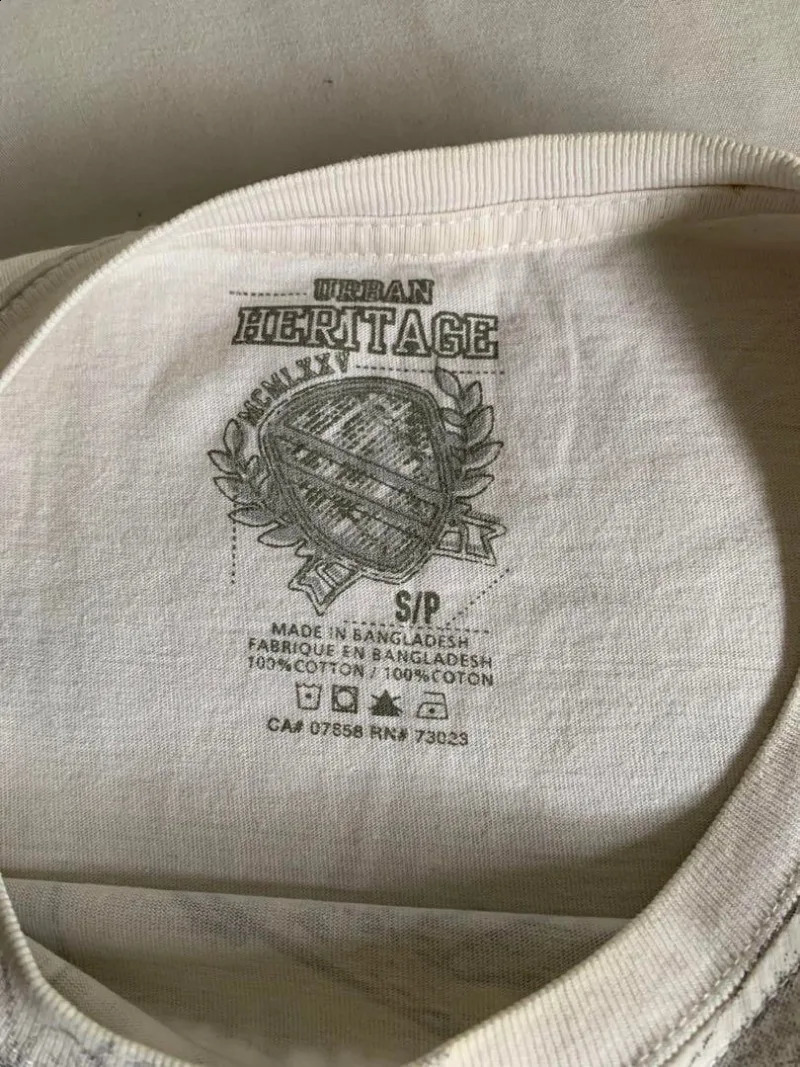 URBAN
HERITAGE
MCMLXXV
S/P
MADE IN BANGLADESH
FABRIQUE EN BANGLADESH
100%COTTON / 100%COTON
CA# 07858 RN# 73023